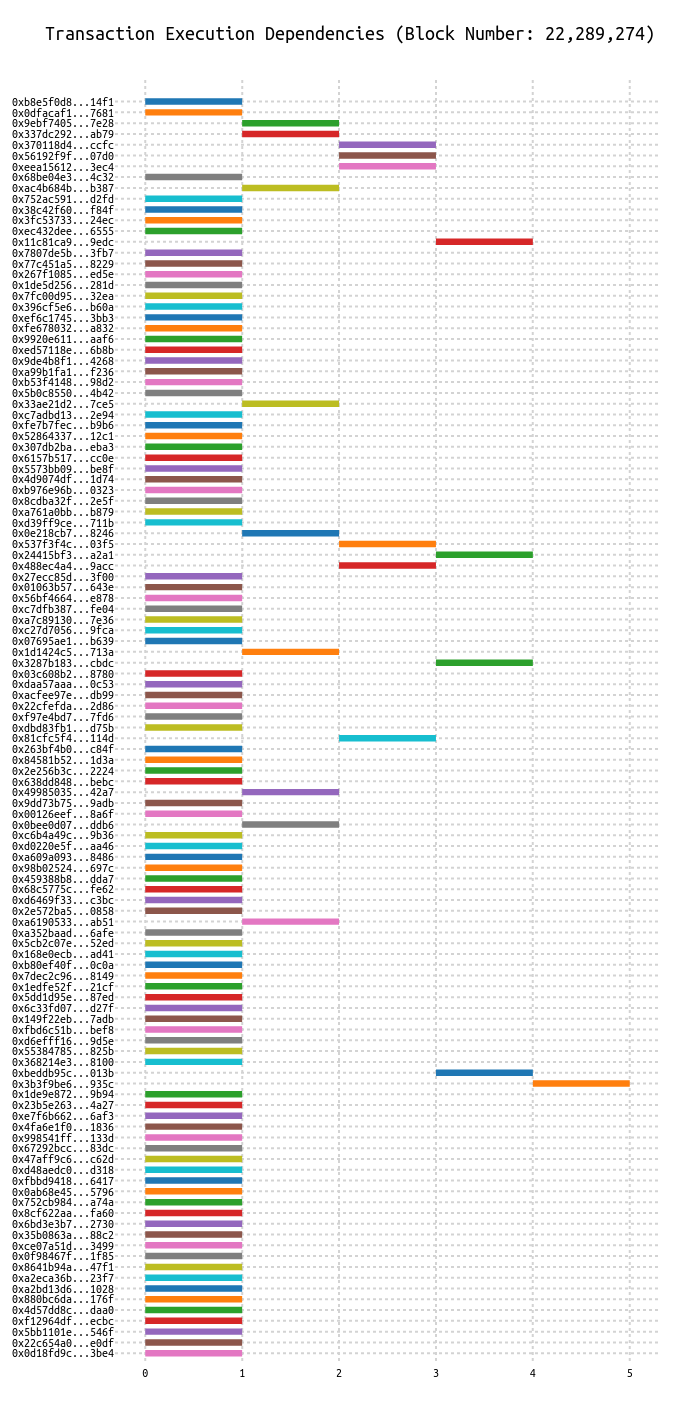 Transaction Execution Dependencies (Block Number: 22,289,274)
0xb8e5f0d8...14f1
0x0dfacaf1...7681
0x9ebf7405...7e28
0x337dc292...ab79
0x370118d4...ccfc
0x56192f9f...07d0
0xeea15612...3ec4
0x68be04e3...4c32
0xac4b684b...b387
0x752ac591...d2fd
0x38c42f60...f84f
0x3fc53733...24ec
0xec432dee...6555
0x11c81ca9...9edc
0x7807de5b...3fb7
0x77c451a5...8229
0x267f1085...ed5e
0x1de5d256...281d
0x7fc00d95...32ea
0x396cf5e6...b60a
0xef6c1745...3bb3
0xfe678032...a832
0x9920e611...aaf6
0xed57118e...6b8b
0x9de4b8f1...4268
0xa99b1fa1...f236
0xb53f4148...98d2
0x5b0c8550...4b42
0x33ae21d2...7ce5
0xc7adbd13...2e94
0xfe7b7fec...b9b6
0x52864337...12c1
0x307db2ba...eba3
0x6157b517...cc0e
0x5573bb09...be8f
0x4d9074df...1d74
0xb976e96b...0323
0x8cdba32f...2e5f
0xa761a0bb...b879
0xd39ff9ce...711b
0x0e218cb7...8246
0x537f3f4c...03f5
0x24415bf3...a2a1
0x488ec4a4...9acc
0x27ecc85d...3f00
0x01063b57...643e
0x56bf4664...e878
0xc7dfb387...fe04
0xa7c89130...7e36
0xc27d7056...9fca
0x07695ae1...b639
0x1d1424c5...713a
0x3287b183...cbdc
0x03c608b2...8780
0xdaa57aaa...0c53
0xacfee97e...db99
0x22cfefda...2d86
0xf97e4bd7...7fd6
0xdbd83fb1...d75b
0x81cfc5f4...114d
0x263bf4b0...c84f
0x84581b52...1d3a
0x2e256b3c...2224
0x638dd848...bebc
0x49985035...42a7
0x9dd73b75...9adb
0x00126eef...8a6f
0x0bee0d07...ddb6
0xc6b4a49c...9b36
0xd0220e5f...aa46
0xa609a093...8486
0x98b02524...697c
0x459388b8...dda7
0x68c5775c...fe62
0xd6469f33...c3bc
0x2e572ba5...0858
0xa6190533...ab51
0xa352baad...6afe
0x5cb2c07e...52ed
0x168e0ecb...ad41
0xb80ef40f...0c0a
0x7dec2c96...8149
0x1edfe52f...21cf
0x5dd1d95e...87ed
0x6c33fd07...d27f
0x149f22eb...7adb
0xfbd6c51b...bef8
0xd6efff16...9d5e
0x55384785...825b
0x368214e3...8100
0xbeddb95c...013b
0x3b3f9be6...935c
0x1de9e872...9b94
0x23b5e263...4a27
0xe7f6b662...6af3
0x4fa6e1f0...1836
0x998541ff...133d
0x67292bcc...83dc
0x47aff9c6...c62d
0xd48aedc0...d318
0xfbbd9418...6417
0x0ab68e45...5796
0x752cb984...a74a
0x8cf622aa...fa60
0x6bd3e3b7...2730
0x35b0863a...88c2
0xce07a51d...3499
0x0f98467f...1f85
0x8641b94a...47f1
0xa2eca36b...23f7
0xa2bd13d6...1028
0x880bc6da...176f
0x4d57dd8c...daa0
0xf12964df...ecbc
0x5bb1101e...546f
0x22c654a0...e0df
0x0d18fd9c...3be4
0 1 2 3 4 5